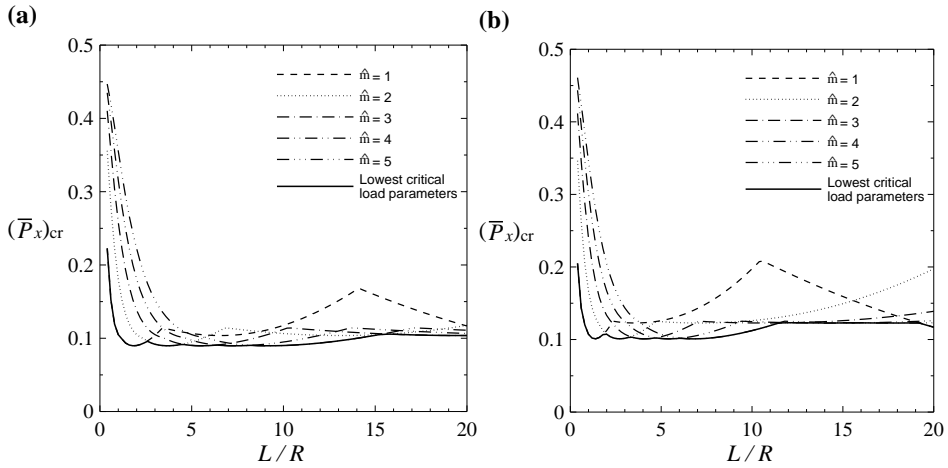 (a)
0.5
0.4
0.3
0.2
0.1
0
(P̅x)cr
m̂ = 1
m̂ = 2
m̂ = 3
m̂ = 4
m̂ = 5
Lowest critical
load parameters
0 5 10 15 20
L / R
(b)
0.5
0.4
0.3
0.2
0.1
0
(P̅x)cr
m̂ = 1
m̂ = 2
m̂ = 3
m̂ = 4
m̂ = 5
Lowest critical
load parameters
0 5 10 15 20
L / R